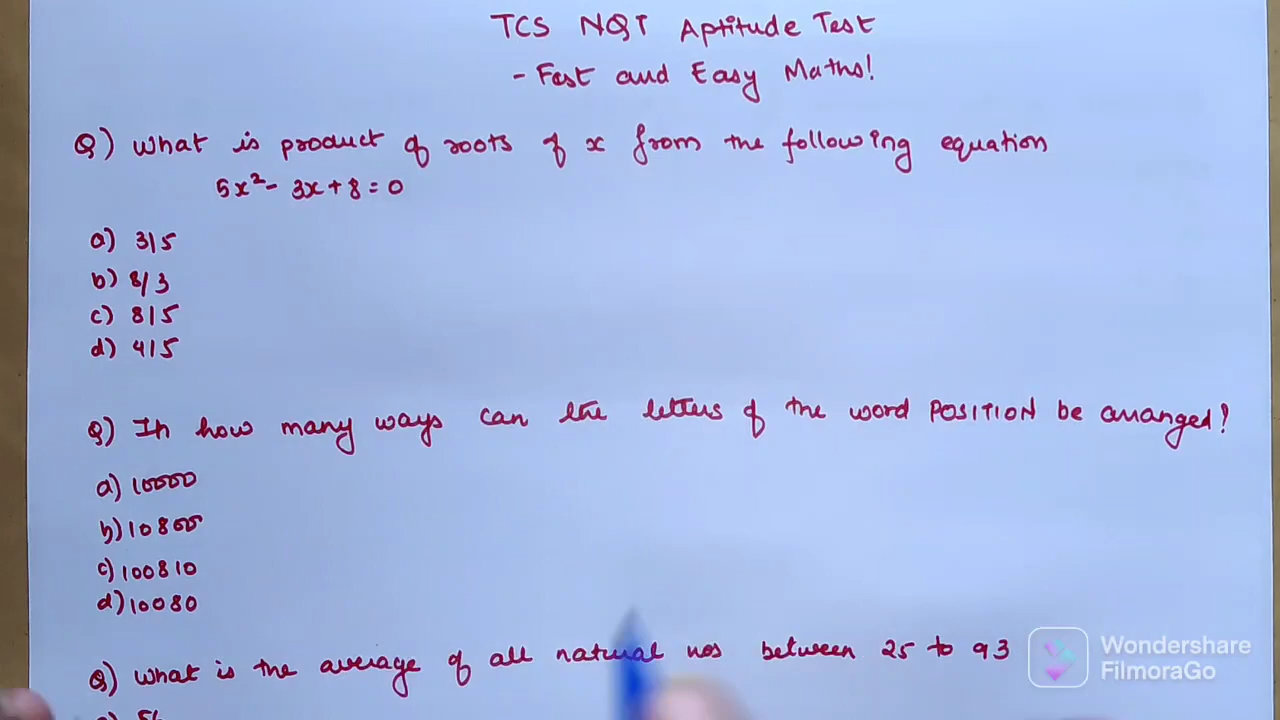 TCS NQT Aptitude Test
- Fast and Easy Maths!
Q) What is product of roots of x from the following equation
5x²- 3x+8=0
a) 3/5
b) 8/3
c) 8/5
d) 4/5
Q) In how many ways can the letters of the word POSITION be arranged?
a) 10000
b) 10800
c) 100810
d) 10080
Q) What is the average of all natural nos between 25 to 93
Wondershare
FilmoraGo